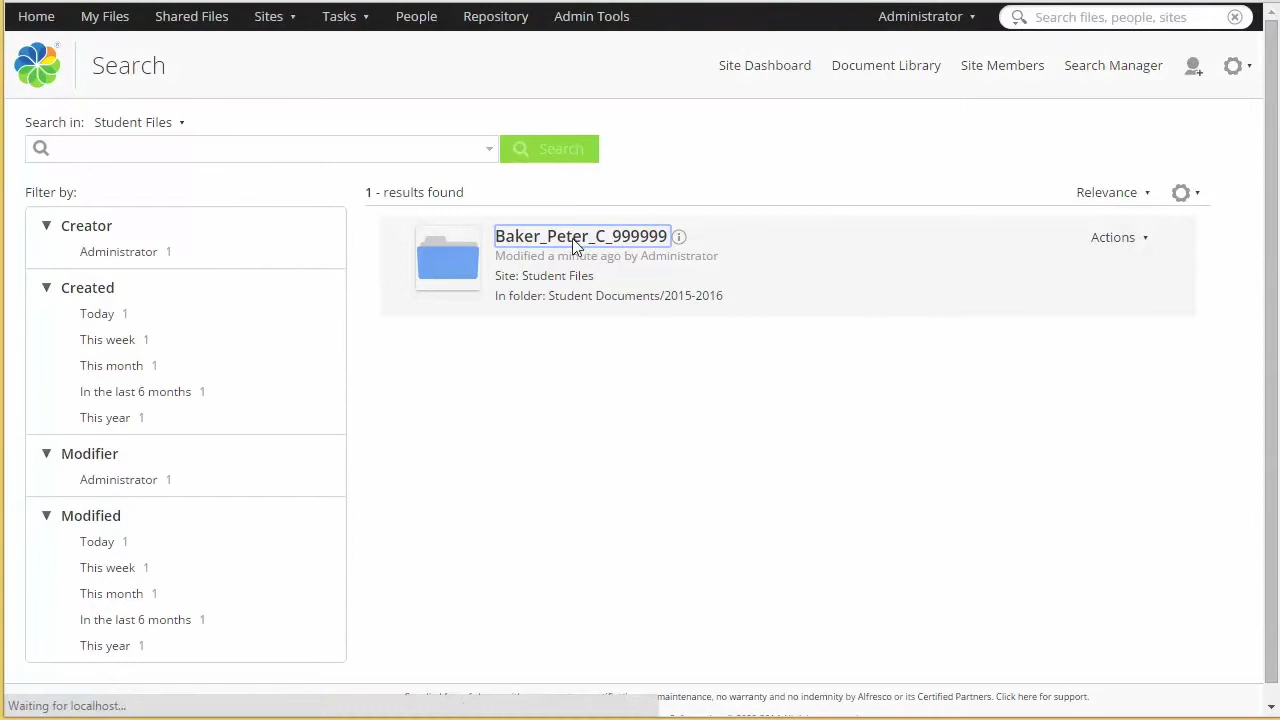 Home My Files Shared Files Sites Tasks People Repository Admin Tools Administrator Search files, people, sites
Search Site Dashboard Document Library Site Members Search Manager
Search in: Student Files
Search
Filter by: 1 - results found Relevance
Creator
Administrator 1
Created
Today 1
This week 1
This month 1
In the last 6 months 1
This year 1
Modifier
Administrator 1
Modified
Today 1
This week 1
This month 1
In the last 6 months 1
This year 1
Baker_Peter_C_999999 Actions
Modified a minute ago by Administrator
Site: Student Files
In folder: Student Documents/2015-2016
maintenance, no warranty and no indemnity by Alfresco or its Certified Partners. Click here for support.
Waiting for localhost...